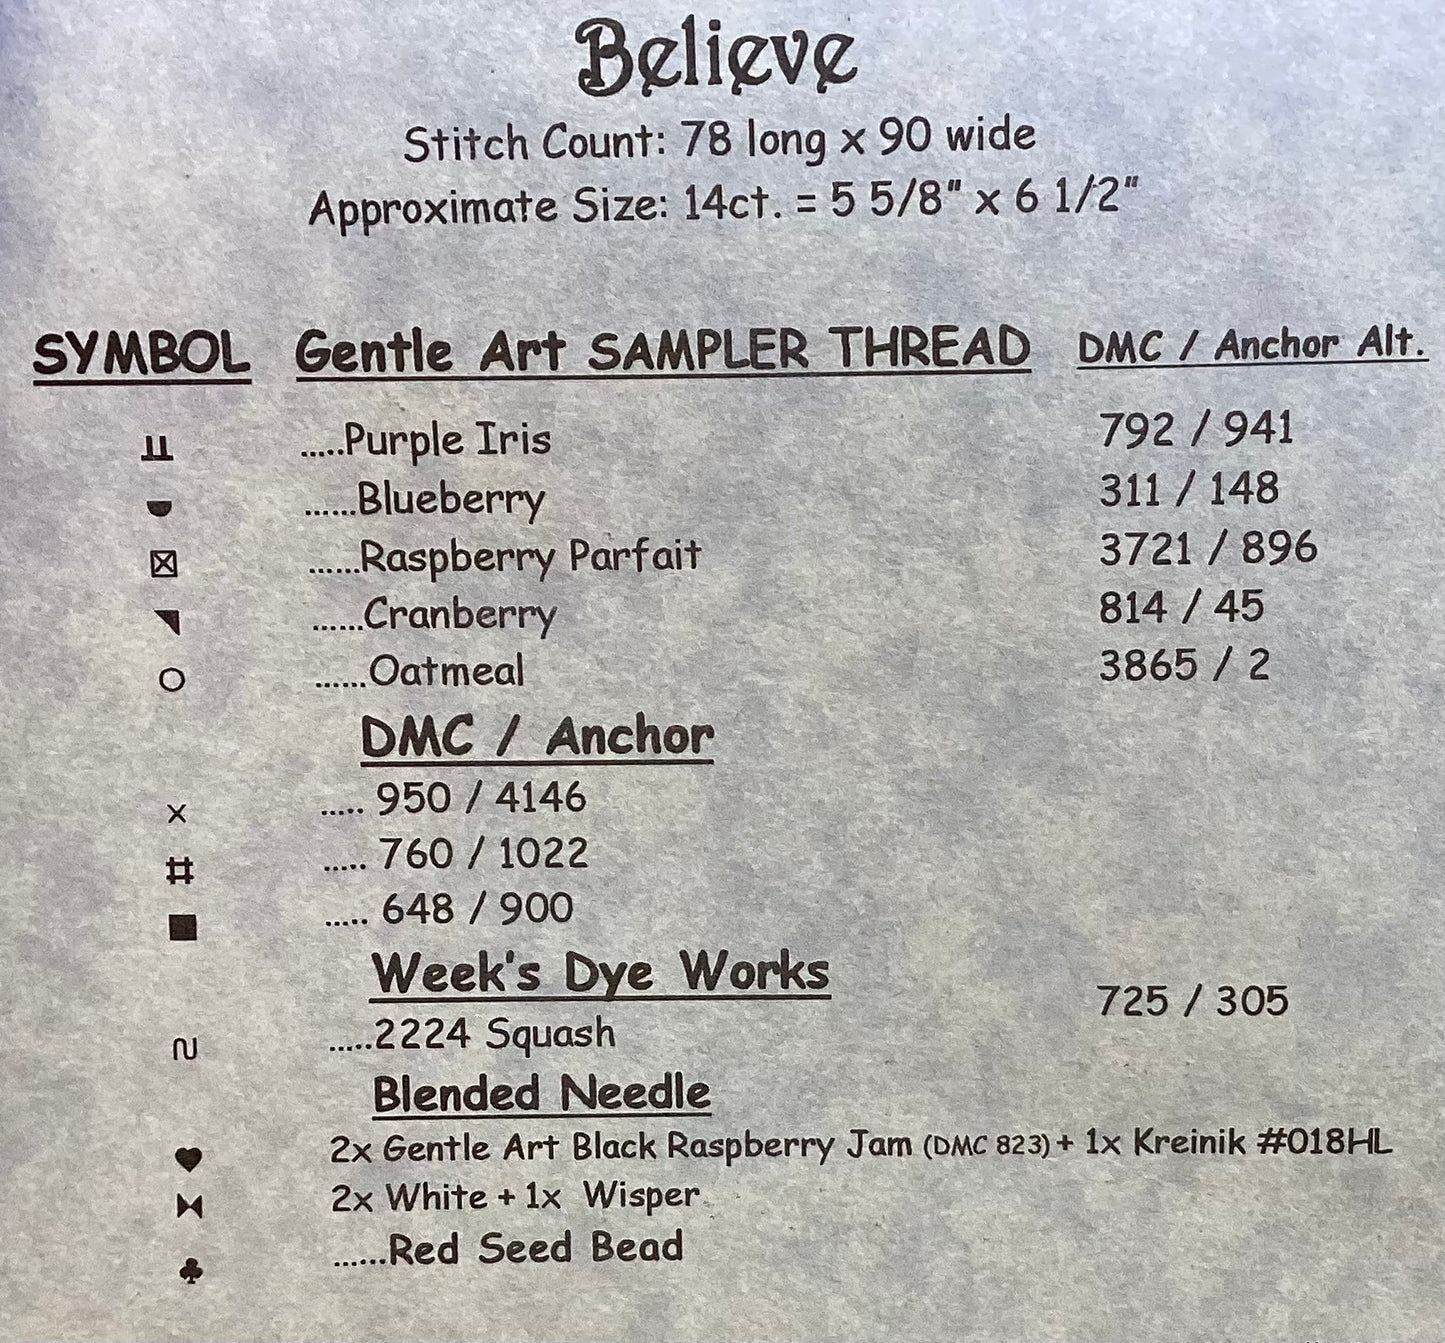 Believe
Stitch Count: 78 long x 90 wide
Approximate Size: 14ct. = 5 5/8" x 6 1/2"
SYMBOL Gentle Art SAMPLER THREAD DMC / Anchor Alt.
.....Purple Iris 792 / 941
......Blueberry 311 / 148
......Raspberry Parfait 3721 / 896
......Cranberry 814 / 45
......Oatmeal 3865 / 2
DMC / Anchor
..... 950 / 4146
..... 760 / 1022
..... 648 / 900
Week's Dye Works
.....2224 Squash 725 / 305
Blended Needle
2x Gentle Art Black Raspberry Jam (DMC 823) + 1x Kreinik #018HL
2x White + 1x Wisper
......Red Seed Bead